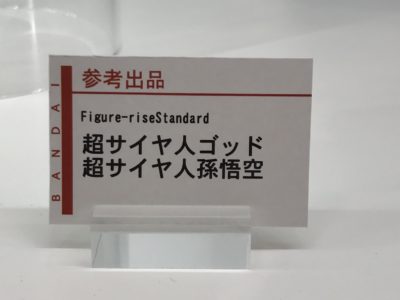 BANDAI
参考出品
Figure-riseStandard
超サイヤ人ゴッド
超サイヤ人孫悟空